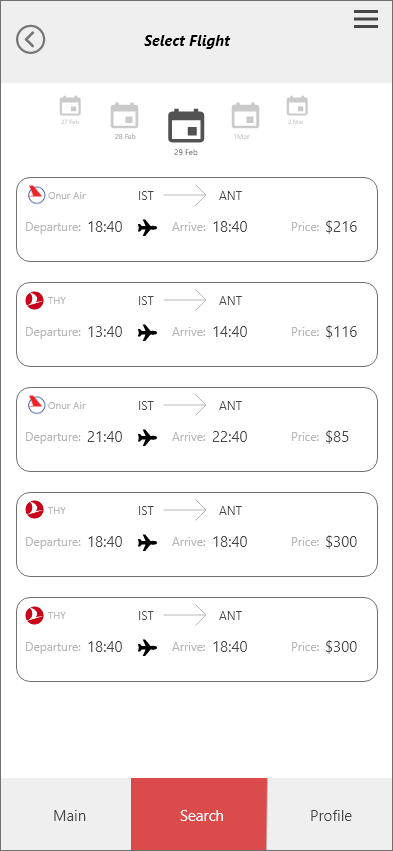 Select Flight
27 Feb
28 Feb
29 Feb
1Mar
2 Mar
Onur Air IST ANT
Departure: 18:40 Arrive: 18:40 Price: $216
THY IST ANT
Departure: 13:40 Arrive: 14:40 Price: $116
Onur Air IST ANT
Departure: 21:40 Arrive: 22:40 Price: $85
THY IST ANT
Departure: 18:40 Arrive: 18:40 Price: $300
THY IST ANT
Departure: 18:40 Arrive: 18:40 Price: $300
Main Search Profile